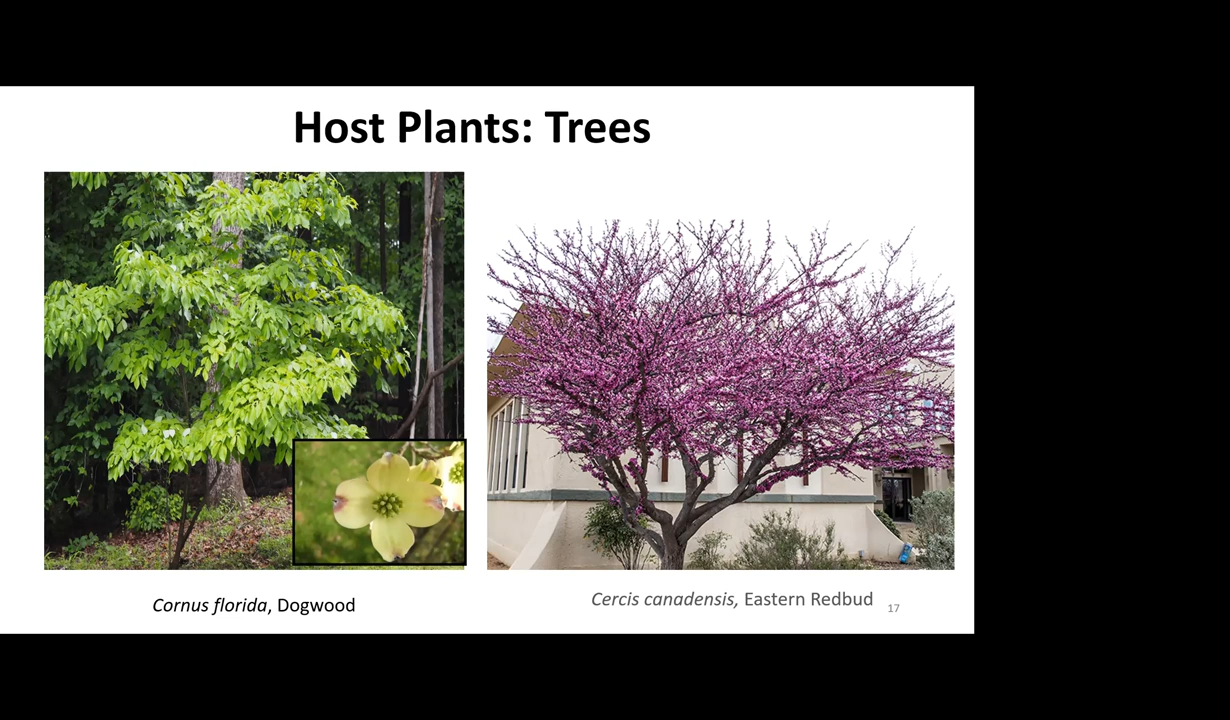 Host Plants: Trees
Cornus florida, Dogwood
Cercis canadensis, Eastern Redbud
17